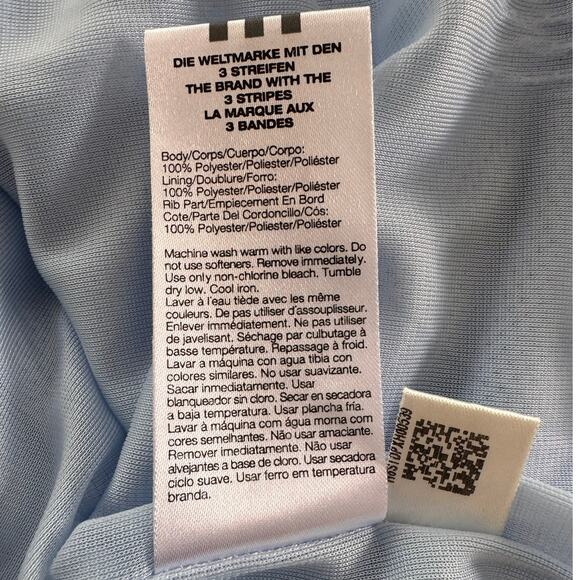 DIE WELTMARKE MIT DEN
3 STREIFEN
THE BRAND WITH THE
3 STRIPES
LA MARQUE AUX
3 BANDES
Body/Corps/Cuerpo/Corpo:
100% Polyester/Poliester/Poliéster
Lining/Doublure/Forro:
100% Polyester/Poliester/Poliéster
Rib Part/Empiecement En Bord
Cote/Parte Del Cordoncillo/Cós:
100% Polyester/Poliester/Poliéster
Machine wash warm with like colors. Do
not use softeners. Remove immediately.
Use only non-chlorine bleach. Tumble
dry low. Cool iron.
Laver à l'eau tiède avec les même
couleurs. De pas utiliser d'assouplisseur.
Enlever immédiatement. Ne pas utiliser
de javelisant. Séchage par culbutage à
basse température. Repassage à froid.
Lavar a máquina con agua tibia con
colores similares. No usar suavizante.
Sacar inmediatamente. Usar
blanqueador sin cloro. Secar en secadora
a baja temperatura. Usar plancha fría.
Lavar à máquina com água morna com
cores semelhantes. Não usar amaciante.
Remover imediatamente. Não usar
alvejantes a base de cloro. Usar secadora
ciclo suave. Usar ferro em temperatura
branda.